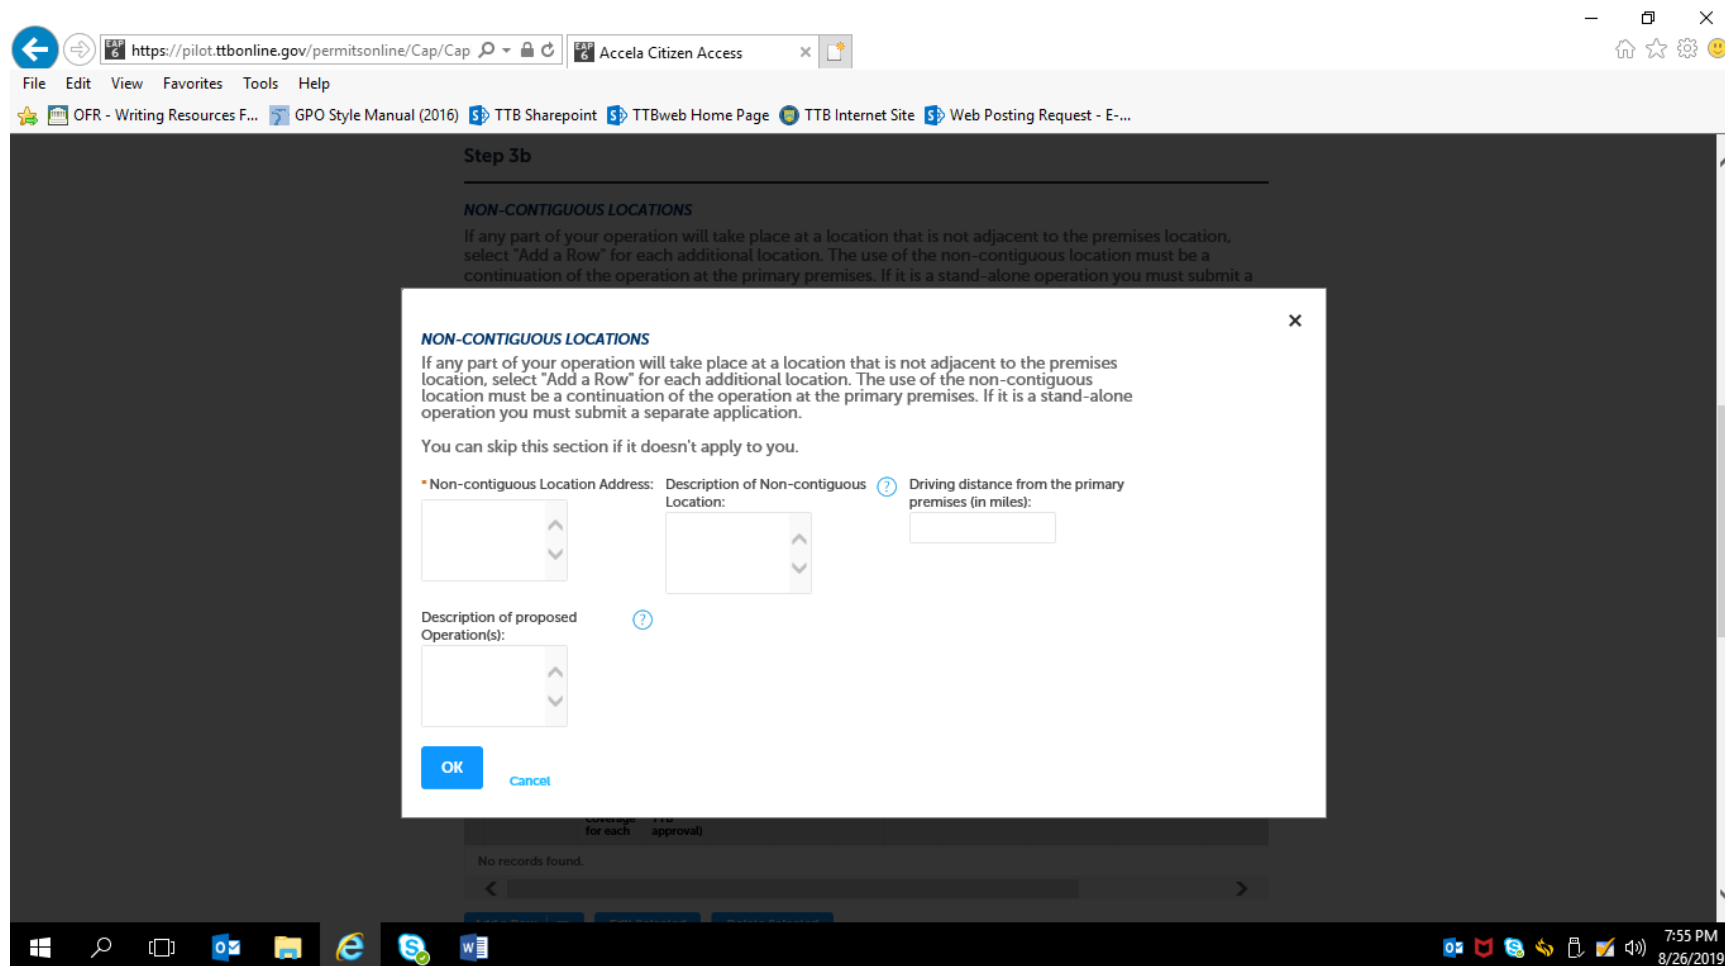 https://pilot.ttbonline.gov/permitsonline/Cap/Cap
EAP 6 Accela Citizen Access
File Edit View Favorites Tools Help
OFR - Writing Resources F... GPO Style Manual (2016) TTB Sharepoint TTBweb Home Page TTB Internet Site Web Posting Request - E-...
Step 3b
NON-CONTIGUOUS LOCATIONS
If any part of your operation will take place at a location that is not adjacent to the premises location,
select "Add a Row" for each additional location. The use of the non-contiguous location must be a
continuation of the operation at the primary premises. If it is a stand-alone operation you must submit a
NON-CONTIGUOUS LOCATIONS
If any part of your operation will take place at a location that is not adjacent to the premises
location, select "Add a Row" for each additional location. The use of the non-contiguous
location must be a continuation of the operation at the primary premises. If it is a stand-alone
operation you must submit a separate application.
You can skip this section if it doesn't apply to you.
* Non-contiguous Location Address:
Description of Non-contiguous
Location:
Driving distance from the primary
premises (in miles):
Description of proposed
Operation(s):
OK
Cancel
coverage TTB
for each approval)
No records found.
Add a Row Edit Selected Delete Selected
7:55 PM
8/26/2019